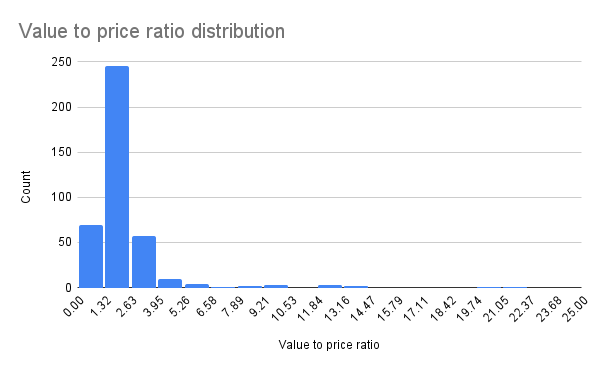 Value to price ratio distribution
250
200
150
100
50
0
Count
0.00 1.32 2.63 3.95 5.26 6.58 7.89 9.21 10.53 11.84 13.16 14.47 15.79 17.11 18.42 19.74 21.05 22.37 23.68 25.00
Value to price ratio